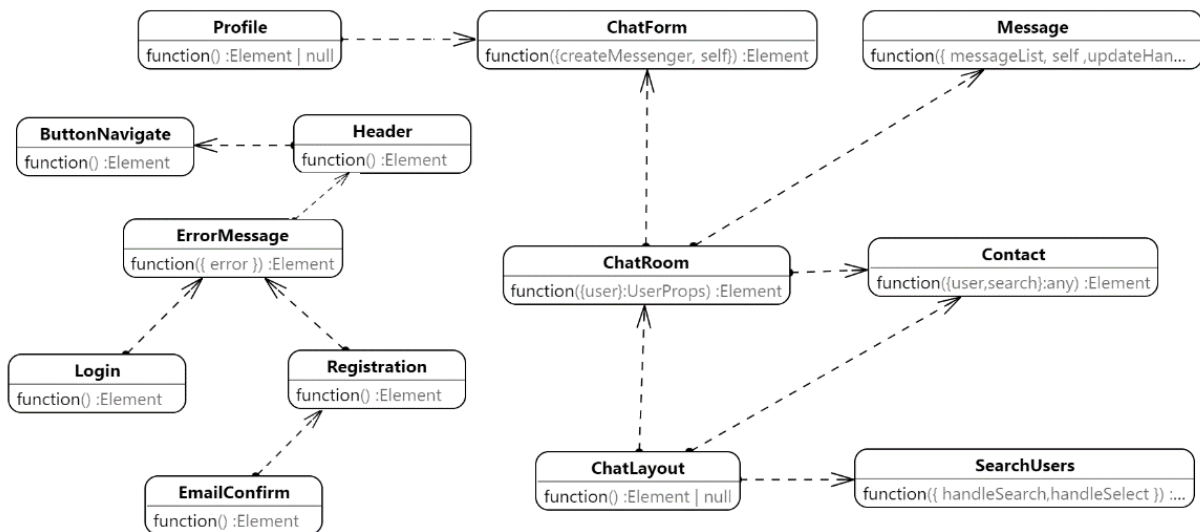 Profile
function() :Element | null
ChatForm
function({createMessenger, self}) :Element
Message
function({ messageList, self ,updateHan...
ButtonNavigate
function() :Element
Header
function() :Element
ErrorMessage
function({ error }) :Element
ChatRoom
function({user}:UserProps) :Element
Contact
function({user,search}:any) :Element
Login
function() :Element
Registration
function() :Element
EmailConfirm
function() :Element
ChatLayout
function() :Element | null
SearchUsers
function({ handleSearch,handleSelect }) :...